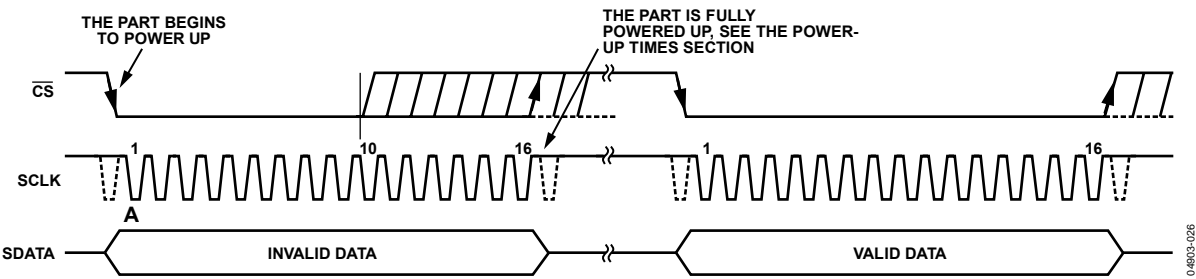 THE PART BEGINS
TO POWER UP
THE PART IS FULLY
POWERED UP, SEE THE POWER-
UP TIMES SECTION
CS
1
10
16
1
16
SCLK
A
SDATA
INVALID DATA
VALID DATA
04903-026